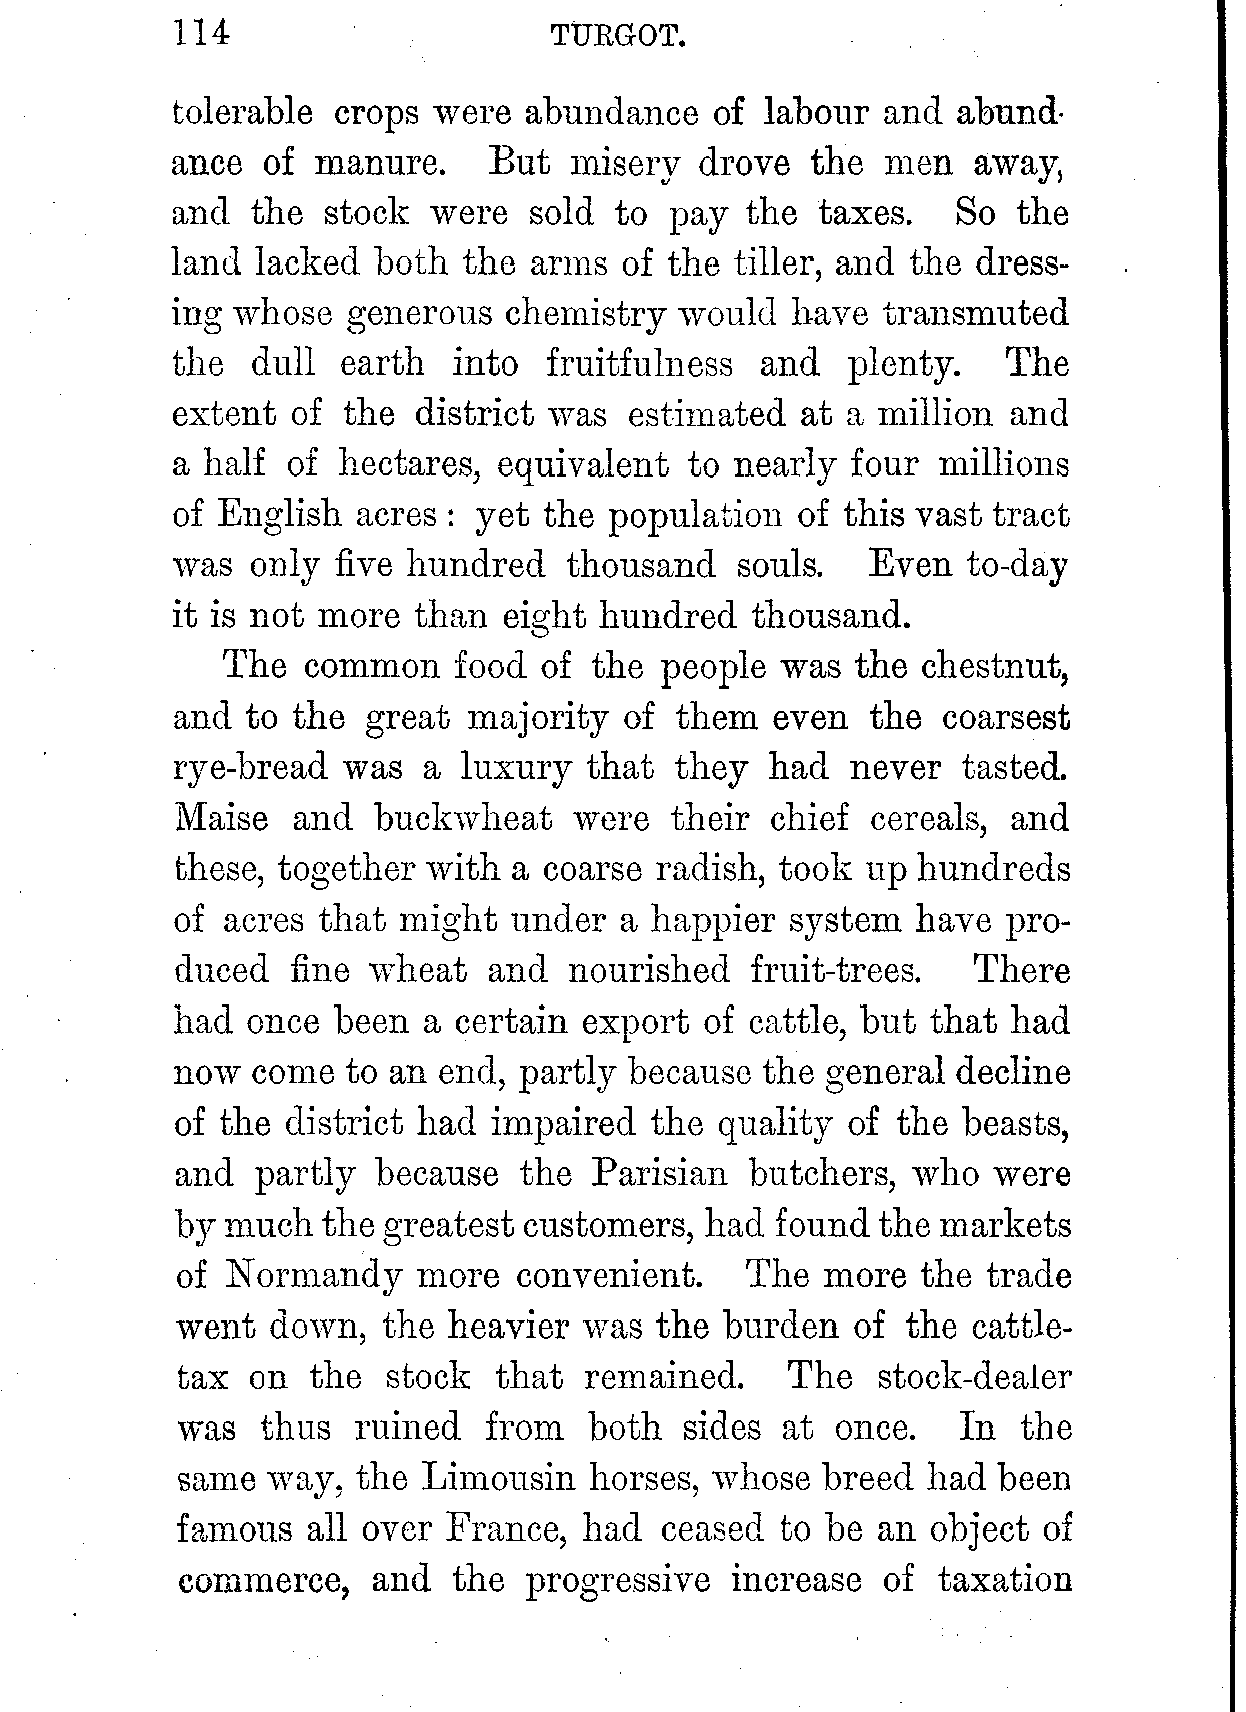 114 TURGOT.
tolerable crops were abundance of labour and abund-
ance of manure. But misery drove the men away,
and the stock were sold to pay the taxes. So the
land lacked both the arms of the tiller, and the dress-
ing whose generous chemistry would have transmuted
the dull earth into fruitfulness and plenty. The
extent of the district was estimated at a million and
a half of hectares, equivalent to nearly four millions
of English acres : yet the population of this vast tract
was only five hundred thousand souls. Even to-day
it is not more than eight hundred thousand.
The common food of the people was the chestnut,
and to the great majority of them even the coarsest
rye-bread was a luxury that they had never tasted.
Maise and buckwheat were their chief cereals, and
these, together with a coarse radish, took up hundreds
of acres that might under a happier system have pro-
duced fine wheat and nourished fruit-trees. There
had once been a certain export of cattle, but that had
now come to an end, partly because the general decline
of the district had impaired the quality of the beasts,
and partly because the Parisian butchers, who were
by much the greatest customers, had found the markets
of Normandy more convenient. The more the trade
went down, the heavier was the burden of the cattle-
tax on the stock that remained. The stock-dealer
was thus ruined from both sides at once. In the
same way, the Limousin horses, whose breed had been
famous all over France, had ceased to be an object of
commerce, and the progressive increase of taxation